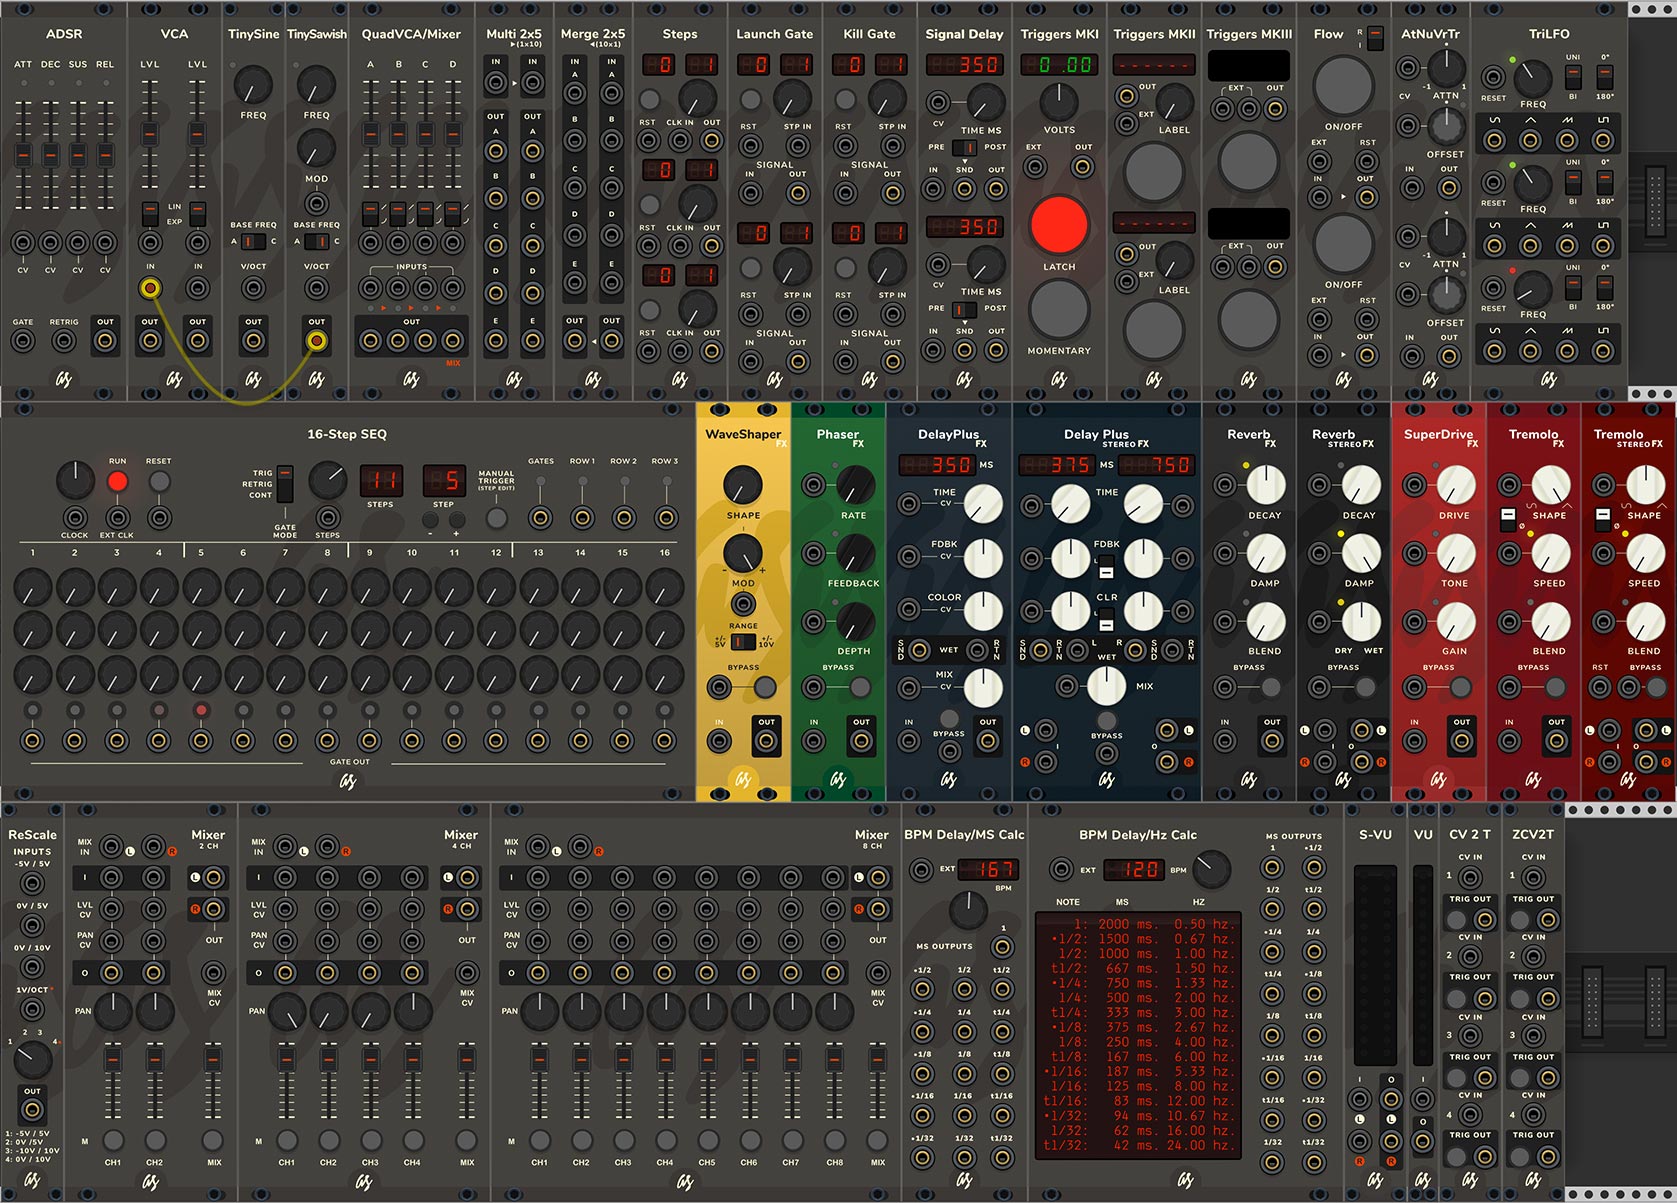 ADSR
ATT DEC SUS REL
CV CV CV CV
GATE RETRIG OUT
VCA
LVL LVL
LIN
EXP
IN IN
OUT OUT
TinySine
FREQ
BASE FREQ
A C
V/OCT
OUT
TinySawish
FREQ
MOD
BASE FREQ
A C
V/OCT
OUT
QuadVCA/Mixer
A B C D
INPUTS
OUT
MIX
Multi 2x5
(1x10)
IN IN
OUT OUT
A A
B B
C C
D D
E E
Merge 2x5
(10x1)
IN IN
A A
B B
C C
D D
E E
OUT OUT
Steps
0 1
RST CLK IN OUT
0 1
RST CLK IN OUT
0 1
RST CLK IN OUT
Launch Gate
0 1
RST STP IN
SIGNAL
IN OUT
0 1
RST STP IN
SIGNAL
IN OUT
Kill Gate
0 1
RST STP IN
SIGNAL
IN OUT
0 1
RST STP IN
SIGNAL
IN OUT
Signal Delay
350
CV TIME MS
PRE POST
IN SND OUT
350
CV TIME MS
PRE POST
IN SND OUT
Triggers MKI
0.00
VOLTS
EXT OUT
LATCH
MOMENTARY
Triggers MKII
------
OUT
EXT LABEL
------
OUT
EXT LABEL
Triggers MKIII
EXT OUT
EXT OUT
Flow
R
I
ON/OFF
EXT RST
IN OUT
ON/OFF
EXT RST
IN OUT
AtNuVrTr
-1 1
CV ATTN
OFFSET
IN OUT
-1 1
CV ATTN
OFFSET
IN OUT
TriLFO
UNI 0°
RESET FREQ BI 180°
UNI 0°
RESET FREQ BI 180°
UNI 0°
RESET FREQ BI 180°
16-Step SEQ
RUN RESET
CLOCK EXT CLK
TRIG
RETRIG
CONT
GATE
MODE
STEPS
11
STEPS
5
STEP
- +
MANUAL
TRIGGER
(STEP EDIT)
GATES ROW 1 ROW 2 ROW 3
1 2 3 4 5 6 7 8 9 10 11 12 13 14 15 16
GATE OUT
WaveShaper
FX
SHAPE
- +
MOD
RANGE
+/- 5V +/- 10V
BYPASS
IN OUT
Phaser
FX
RATE
FEEDBACK
DEPTH
BYPASS
IN OUT
DelayPlus
FX
350 MS
TIME
CV
FDBK
CV
COLOR
CV
SND WET RTN
MIX
CV
IN BYPASS OUT
Delay Plus
STEREO FX
375 MS 750
TIME
FDBK
L
CLR
L
SND L R SND RTN
RTN
WET
MIX
BYPASS
L I O L
R R
Reverb
FX
DECAY
DAMP
BLEND
BYPASS
IN OUT
Reverb
STEREO FX
DECAY
DAMP
DRY WET
BYPASS
L I O L
R R
SuperDrive
FX
DRIVE
TONE
GAIN
BYPASS
IN OUT
Tremolo
FX
SHAPE
Ø
SPEED
BLEND
BYPASS
IN OUT
Tremolo
STEREO FX
SHAPE
Ø
SPEED
BLEND
RST BYPASS
L I O L
R R
ReScale
INPUTS
-5V / 5V
0V / 5V
0V / 10V
1V/OCT
2 3
1 4
OUT
1: -5V / 5V
2: 0V /5V
3: -10V / 10V
4: 0V / 10V
Mixer
2 CH
MIX
IN
L R
I
LVL
CV
PAN
CV
O
L
R
OUT
MIX
CV
PAN
M
CH1 CH2 MIX
Mixer
4 CH
MIX
IN
L R
I
LVL
CV
PAN
CV
O
L
R
OUT
MIX
CV
PAN
M
CH1 CH2 CH3 CH4 MIX
Mixer
8 CH
MIX
IN
L R
I
LVL
CV
PAN
CV
O
L
R
OUT
MIX
CV
PAN
M
CH1 CH2 CH3 CH4 CH5 CH6 CH7 CH8 MIX
BPM Delay/MS Calc
EXT 167
BPM
MS OUTPUTS 1
•1/2 1/2 t1/2
•1/4 1/4 t1/4
•1/8 1/8 t1/8
•1/16 1/16 t1/16
•1/32 1/32 t1/32
BPM Delay/Hz Calc
EXT 120 BPM
NOTE MS HZ
1: 2000 ms. 0.50 hz.
•1/2: 1500 ms. 0.67 hz.
1/2: 1000 ms. 1.00 hz.
t1/2: 667 ms. 1.50 hz.
•1/4: 750 ms. 1.33 hz.
1/4: 500 ms. 2.00 hz.
t1/4: 333 ms. 3.00 hz.
•1/8: 375 ms. 2.67 hz.
1/8: 250 ms. 4.00 hz.
t1/8: 167 ms. 6.00 hz.
•1/16: 187 ms. 5.33 hz.
1/16: 125 ms. 8.00 hz.
t1/16: 83 ms. 12.00 hz.
•1/32: 94 ms. 10.67 hz.
1/32: 62 ms. 16.00 hz.
t1/32: 42 ms. 24.00 hz.
MS OUTPUTS
1 •1/2
1/2 t1/2
•1/4 1/4
t1/4 •1/8
1/8 t1/8
•1/16 1/16
t1/16 •1/32
1/32 t1/32
S-VU
I O
L L
R R
VU
I
O
CV 2 T
CV IN
1
TRIG OUT
CV IN
2
TRIG OUT
CV IN
3
TRIG OUT
CV IN
4
TRIG OUT
ZCV2T
CV IN
1
TRIG OUT
CV IN
2
TRIG OUT
CV IN
3
TRIG OUT
CV IN
4
TRIG OUT